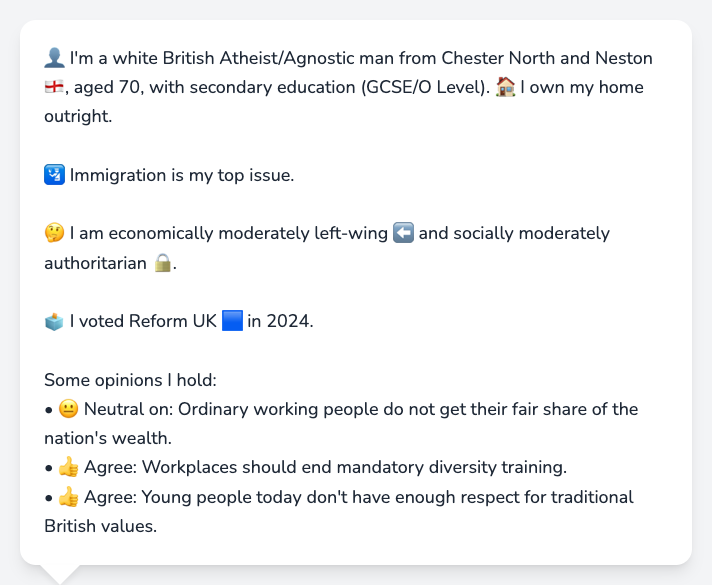 👤 I'm a white British Atheist/Agnostic man from Chester North and Neston
🏴󠁧󠁢󠁥󠁮󠁧󠁿, aged 70, with secondary education (GCSE/O Level). 🏠 I own my home
outright.
🛂 Immigration is my top issue.
🤔 I am economically moderately left-wing ⬅️ and socially moderately
authoritarian 🔒.
🗳️ I voted Reform UK 🟦 in 2024.
Some opinions I hold:
• 😐 Neutral on: Ordinary working people do not get their fair share of the
nation's wealth.
• 👍 Agree: Workplaces should end mandatory diversity training.
• 👍 Agree: Young people today don't have enough respect for traditional
British values.